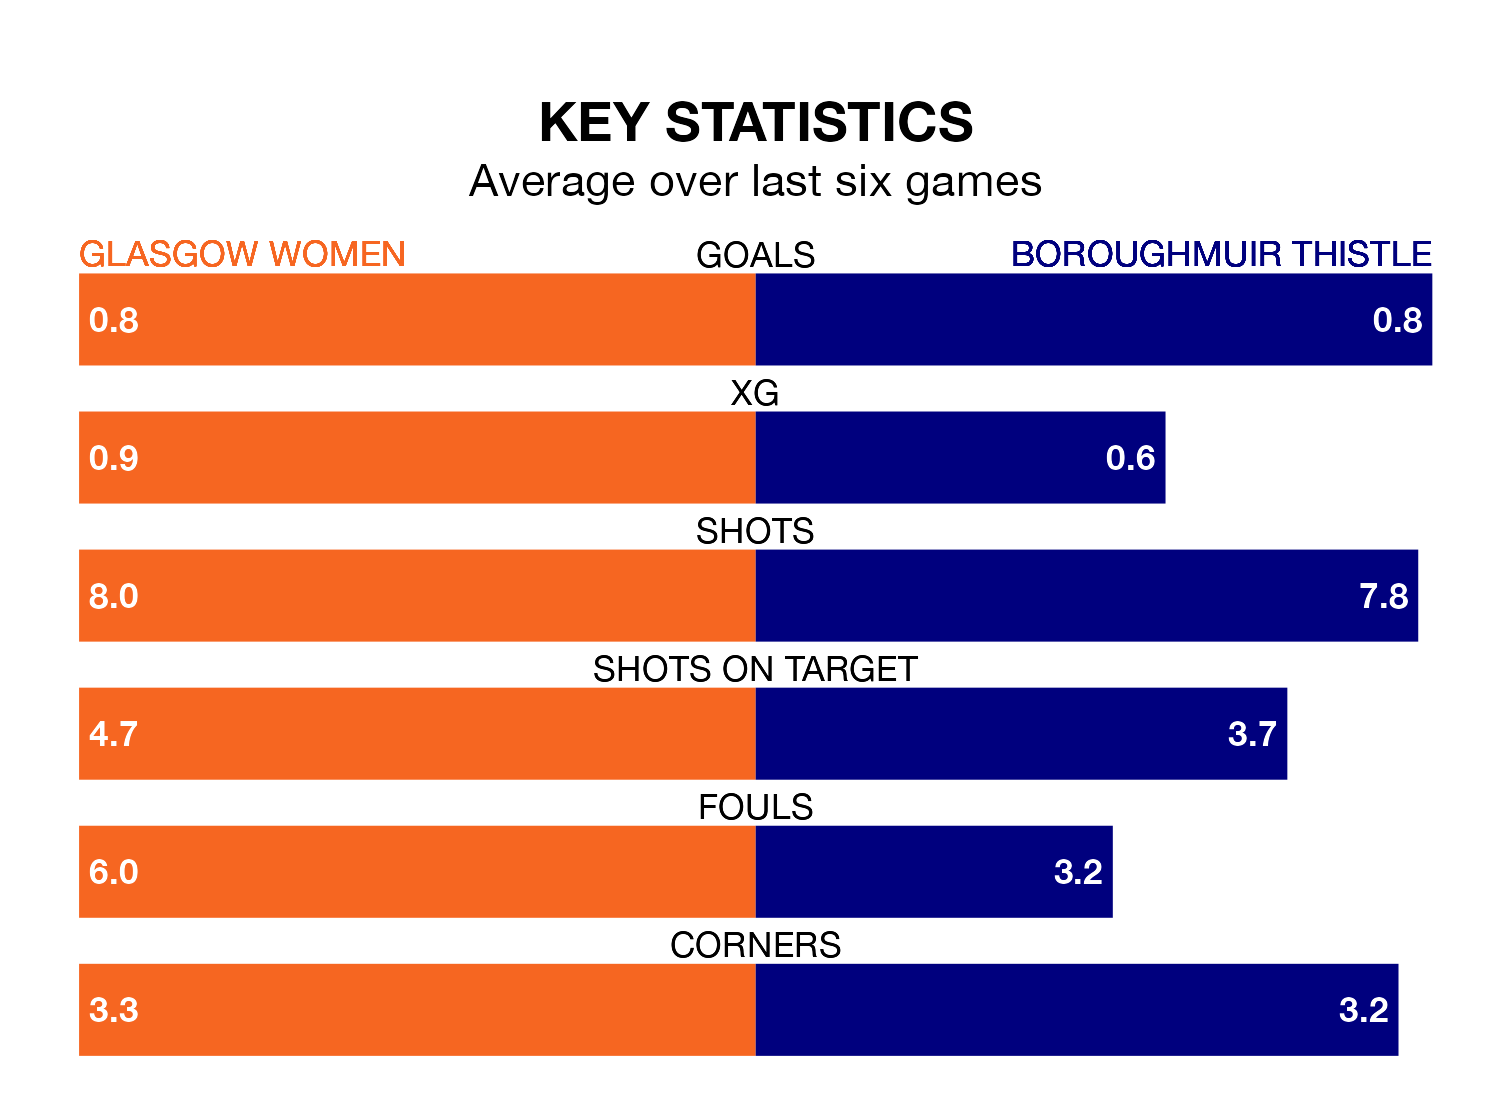 KEY STATISTICS
Average over last six games
GLASGOW WOMEN GOALS BOROUGHMUIR THISTLE
0.8 0.8
XG
0.9 0.6
SHOTS
8.0 7.8
SHOTS ON TARGET
4.7 3.7
FOULS
6.0 3.2
CORNERS
3.3 3.2